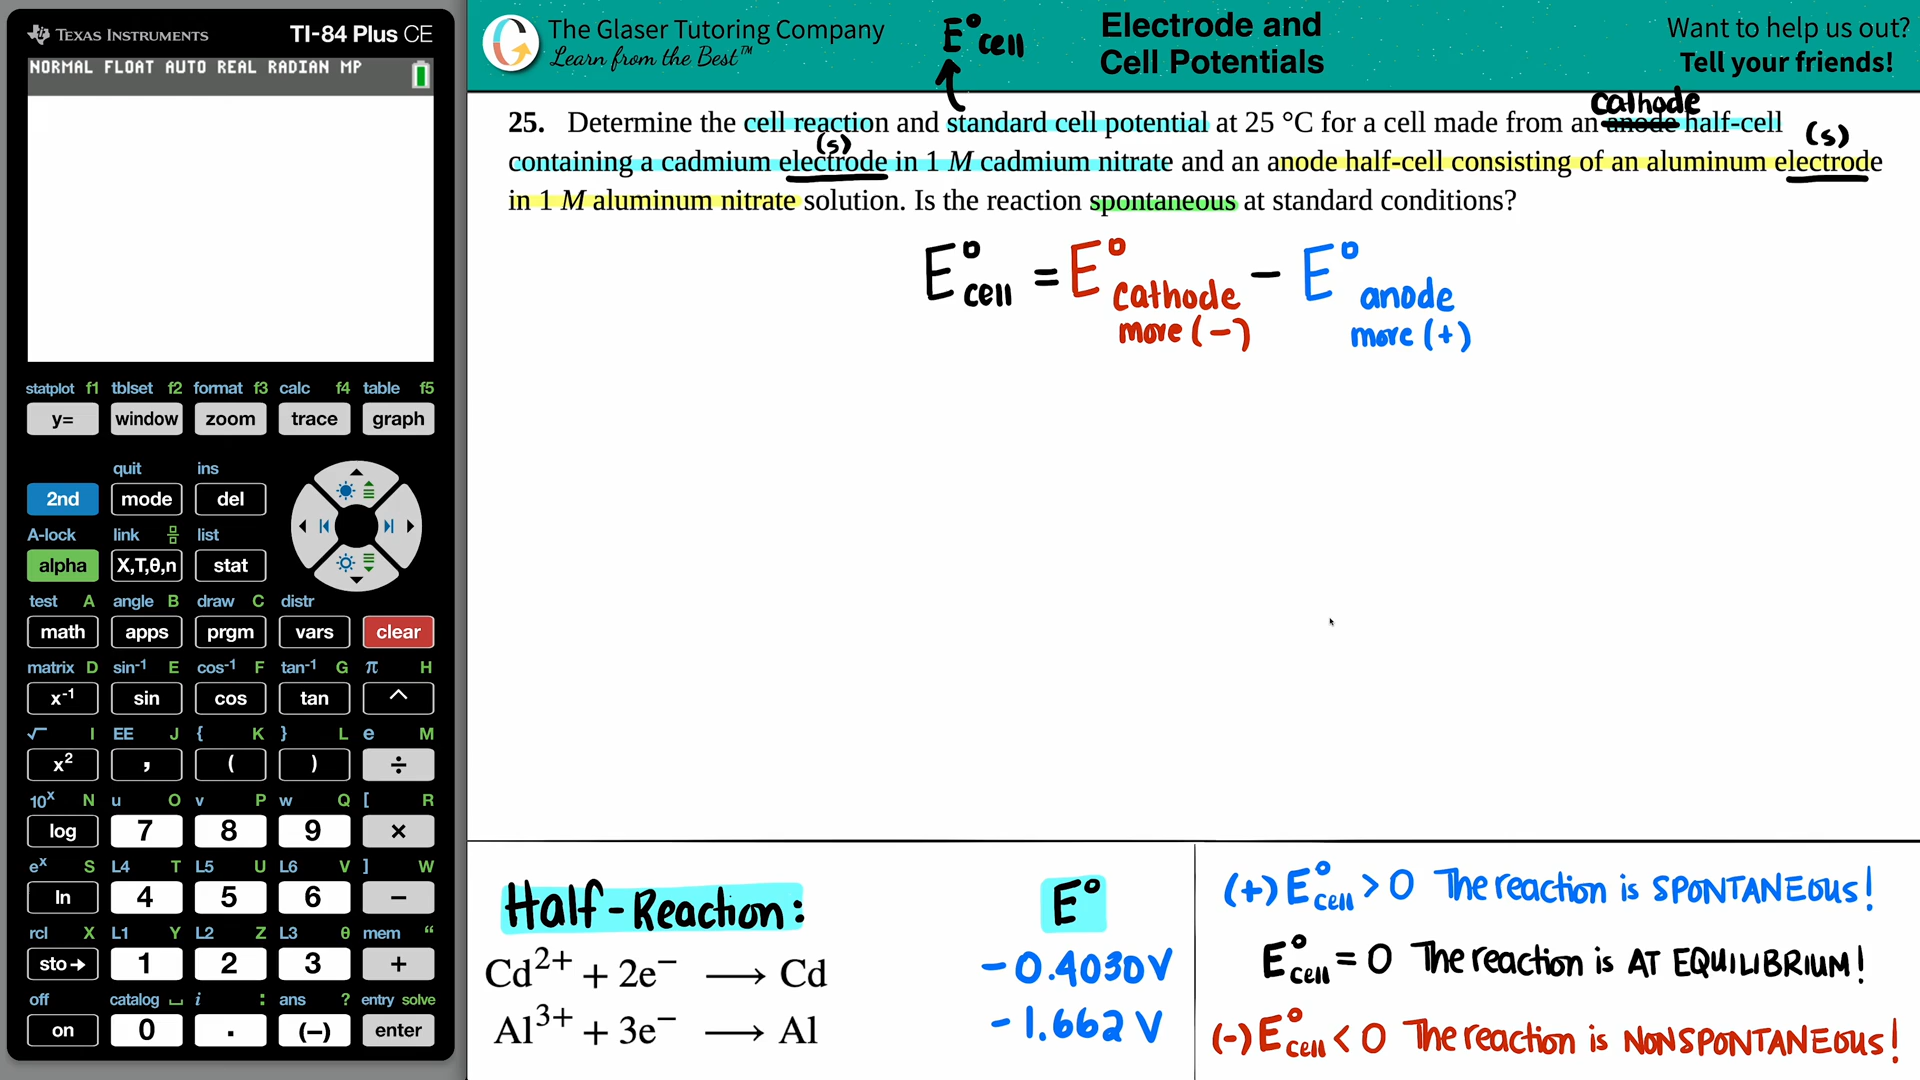 TEXAS INSTRUMENTS TI-84 Plus CE
NORMAL FLOAT AUTO REAL RADIAN MP
statplot f1 tblset f2 format f3 calc f4 table f5
y= window zoom trace graph
quit ins
2nd mode del
A-lock link list
alpha X,T,θ,n stat
test A angle B draw C distr
math apps prgm vars clear
matrix D sin-1 E cos-1 F tan-1 G π H
x-1 sin cos tan ^
√ I EE J { K } L e M
x² , ( ) ÷
10ˣ N u O v P w Q [ R
log 7 8 9 ×
eˣ S L4 T L5 U L6 V ] W
ln 4 5 6 −
rcl X L1 Y L2 Z L3 θ mem “
sto→ 1 2 3 +
off catalog ⎵ i : ans ? entry solve
on 0 . (−) enter
The Glaser Tutoring Company
Learn from the Best™
E° cell
Electrode and
Cell Potentials
Want to help us out?
Tell your friends!
cathode
25. Determine the cell reaction and standard cell potential at 25 °C for a cell made from an anode half-cell
(s) (s)
containing a cadmium electrode in 1 M cadmium nitrate and an anode half-cell consisting of an aluminum electrode
in 1 M aluminum nitrate solution. Is the reaction spontaneous at standard conditions?
E°cell = E°cathode − E°anode
more (−) more (+)
Half-Reaction: E°
Cd²⁺ + 2e⁻ ⟶ Cd −0.4030 V
Al³⁺ + 3e⁻ ⟶ Al −1.662 V
(+) E°cell > 0 The reaction is SPONTANEOUS!
E°cell = 0 The reaction is AT EQUILIBRIUM!
(-) E°cell < 0 The reaction is NONSPONTANEOUS!